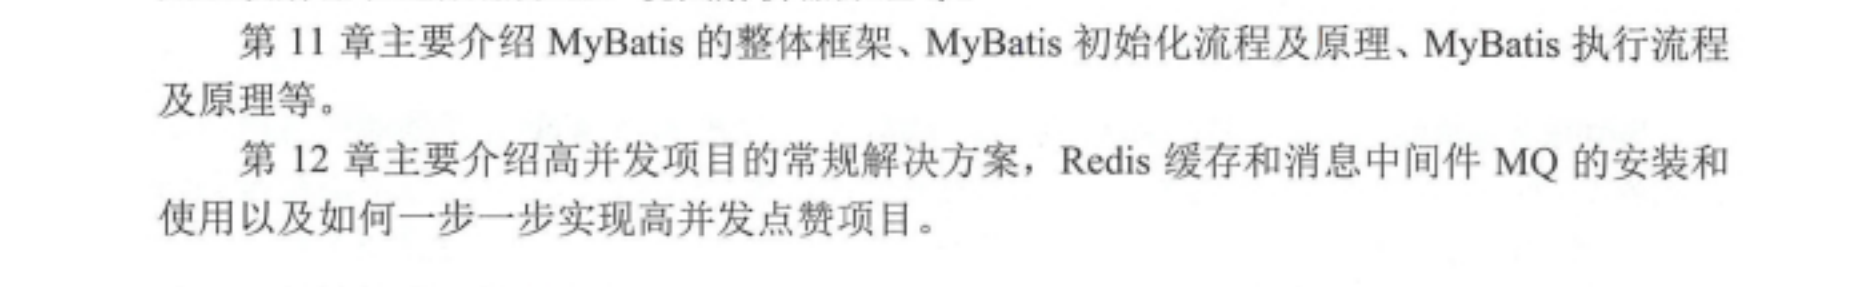 第 11 章主要介绍 MyBatis 的整体框架、MyBatis 初始化流程及原理、MyBatis 执行流程
及原理等。
第 12 章主要介绍高并发项目的常规解决方案，Redis 缓存和消息中间件 MQ 的安装和
使用以及如何一步一步实现高并发点赞项目。